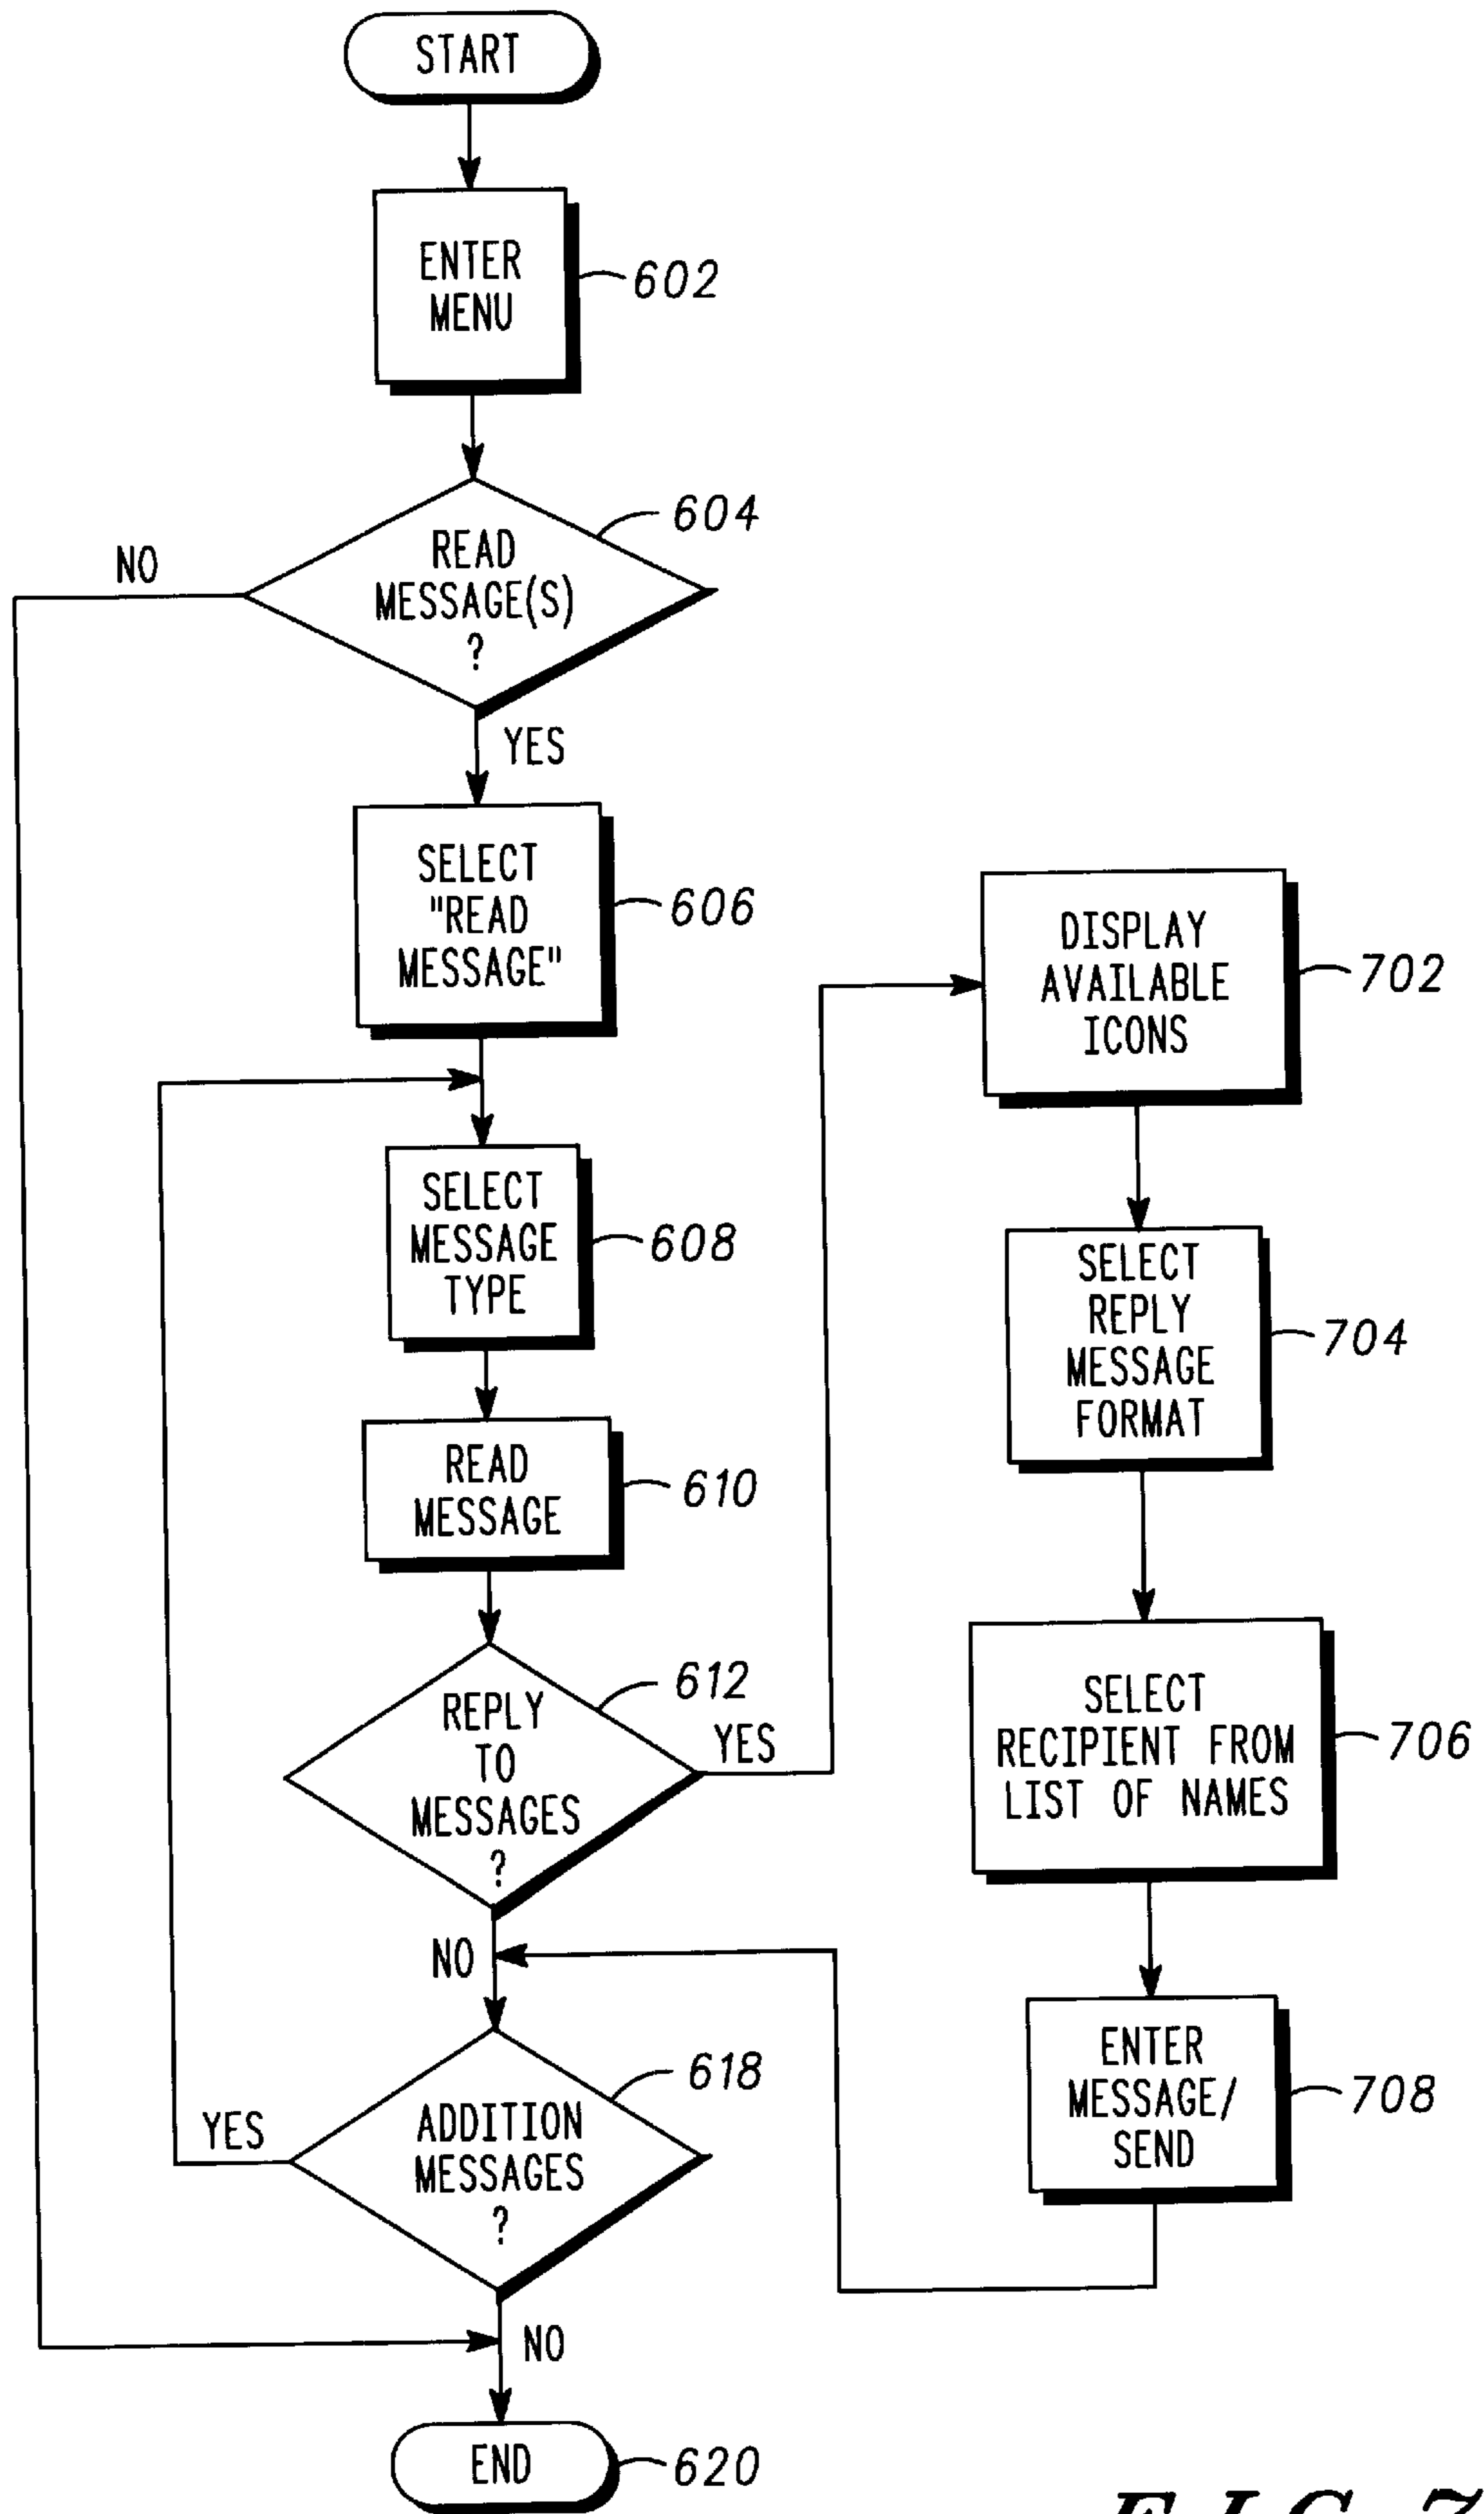 START
ENTER
MENU
602
604
READ
MESSAGE(S)
?
NO
YES
SELECT
"READ
MESSAGE"
606
SELECT
MESSAGE
TYPE
608
READ
MESSAGE
610
REPLY
TO
MESSAGES
?
612
YES
NO
DISPLAY
AVAILABLE
ICONS
702
SELECT
REPLY
MESSAGE
FORMAT
704
SELECT
RECIPIENT FROM
LIST OF NAMES
706
ENTER
MESSAGE/
SEND
708
618
ADDITION
MESSAGES
?
YES
NO
END
620